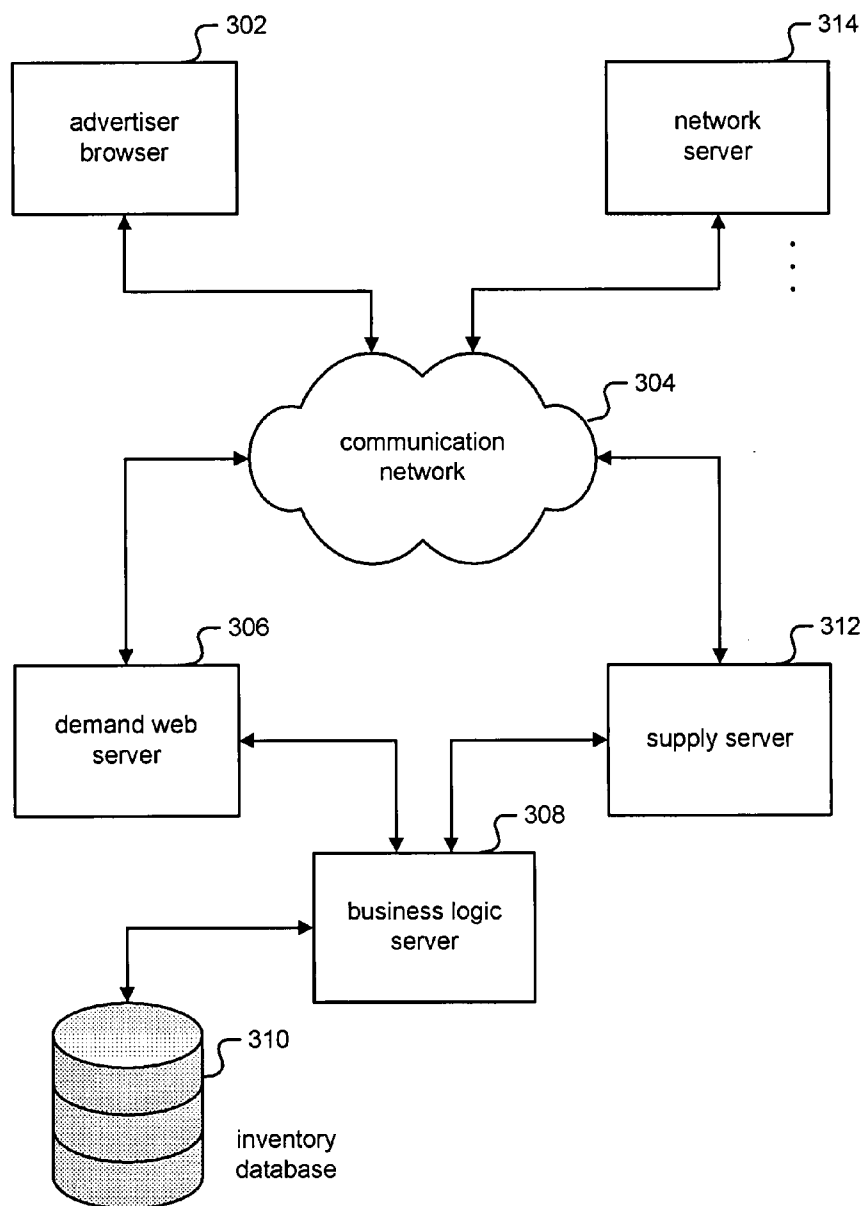 302
314
advertiser
browser
network
server
304
communication
network
306
312
demand web
server
supply server
308
business logic
server
310
inventory
database